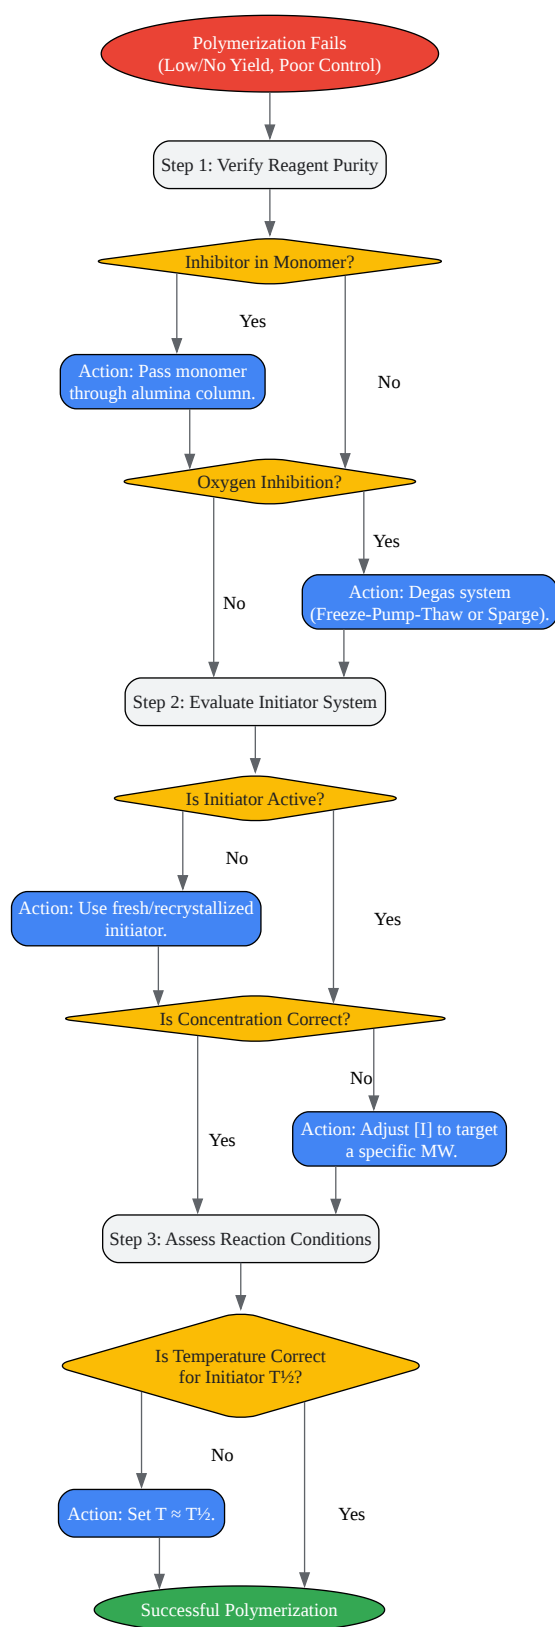 Polymerization Fails
(Low/No Yield, Poor Control)
Step 1: Verify Reagent Purity
Inhibitor in Monomer?
Yes
Action: Pass monomer
through alumina column.
No
Oxygen Inhibition?
Yes
Action: Degas system
(Freeze-Pump-Thaw or Sparge).
No
Step 2: Evaluate Initiator System
Is Initiator Active?
No
Action: Use fresh/recrystallized
initiator.
Yes
Is Concentration Correct?
No
Action: Adjust [I] to target
a specific MW.
Yes
Step 3: Assess Reaction Conditions
Is Temperature Correct
for Initiator T½?
No
Action: Set T ≈ T½.
Yes
Successful Polymerization